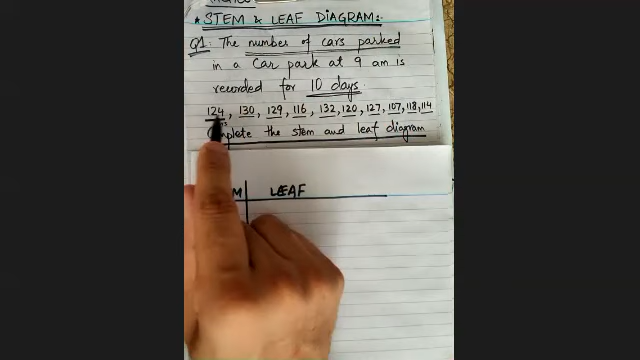 * STEM & LEAF DIAGRAM:-
Q1: The number of cars parked
in a car park at 9 am is
recorded for 10 days.
124, 130, 129, 116, 132, 120, 127, 107, 118, 114
the stem and leaf diagram
LEAF